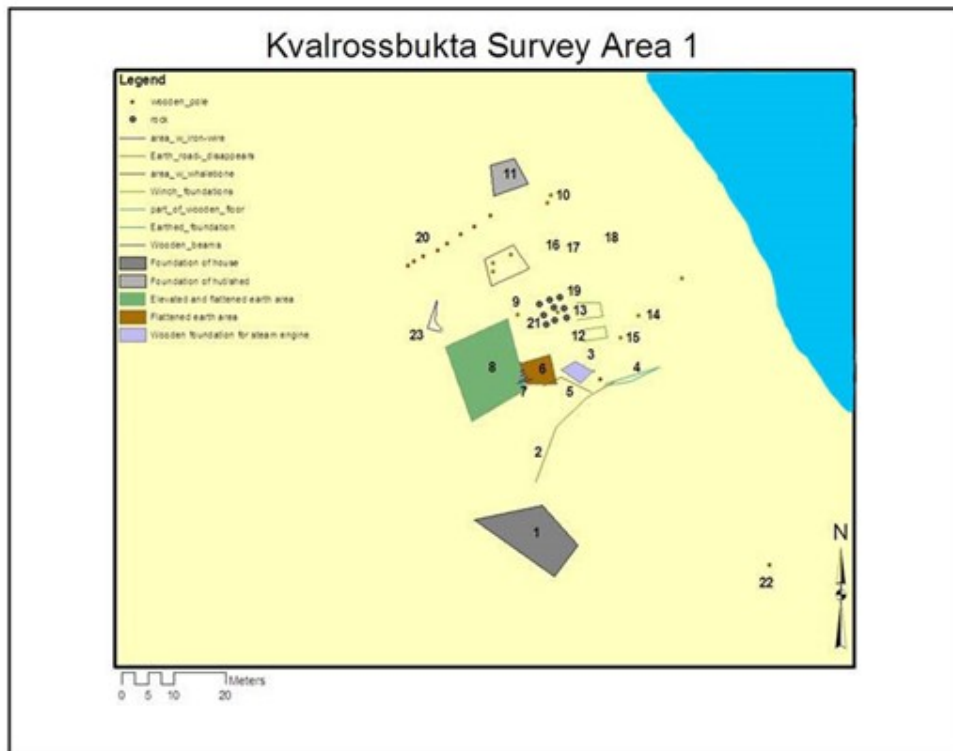 Kvalrossbukta Survey Area 1
Legend
wooden_pole
rock
area_w_iron-wire
Earth_road-_disappears
area_w_whalebone
Winch_foundations
part_of_wooden_floor
Earthed_foundation
Wooden_beams
Foundation of house
Foundation of hut/shed
Elevated and flattened earth area
Flattened earth area
Wooden foundation for steam engine
11
10
20
16 17 18
19
9
13 14
21
23 12 15
3
8 6 4
7 5
2
1
N
22
Meters
0 5 10 20